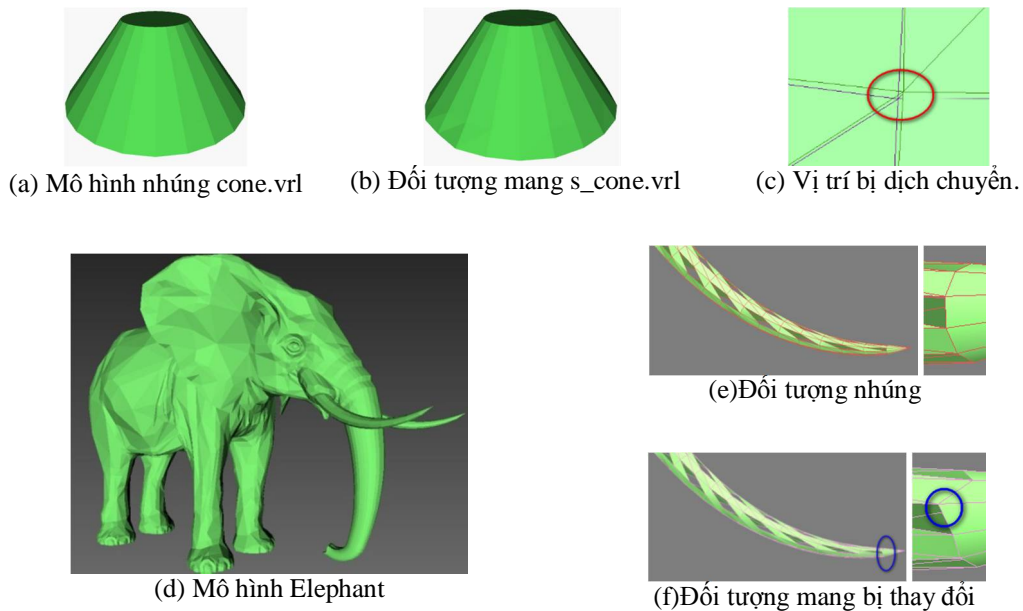 (a) Mô hình nhúng cone.vrl
(b) Đối tượng mang s_cone.vrl
(c) Vị trí bị dịch chuyển.
(d) Mô hình Elephant
(e)Đối tượng nhúng
(f)Đối tượng mang bị thay đổi